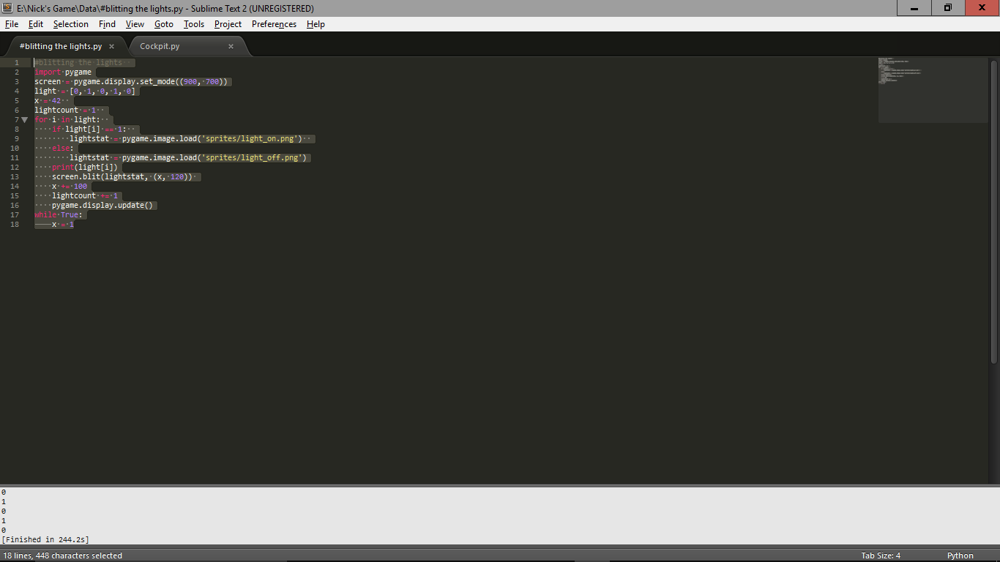 E:\Nick's Game\Data\#blitting the lights.py - Sublime Text 2 (UNREGISTERED)
File Edit Selection Find View Goto Tools Project Preferences Help
#blitting the lights.py × Cockpit.py ×
1 #blitting the lights
2 import pygame
3 screen = pygame.display.set_mode((900, 700))
4 light = [0, 1, 0, 1, 0]
5 x = 42
6 lightcount = 1
7 for i in light:
8     if light[i] == 1:
9         lightstat = pygame.image.load('sprites/light_on.png')
10     else:
11         lightstat = pygame.image.load('sprites/light_off.png')
12     print(light[i])
13     screen.blit(lightstat, (x, 120))
14     x += 100
15     lightcount += 1
16     pygame.display.update()
17 while True:
18     x = 1
0
1
0
1
0
[Finished in 244.2s]
18 lines, 448 characters selected Tab Size: 4 Python